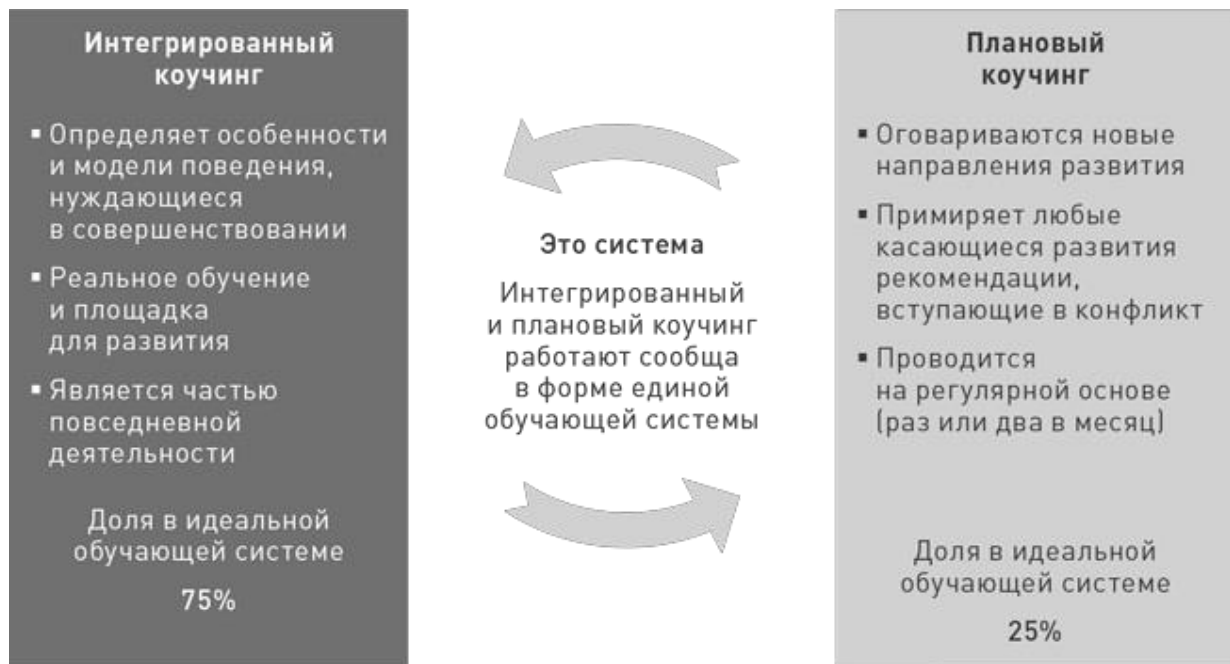 Интегрированный
коучинг
▪ Определяет особенности
и модели поведения,
нуждающиеся
в совершенствовании
▪ Реальное обучение
и площадка
для развития
▪ Является частью
повседневной
деятельности
Доля в идеальной
обучающей системе
75%
Это система
Интегрированный
и плановый коучинг
работают сообща
в форме единой
обучающей системы
Плановый
коучинг
▪ Оговариваются новые
направления развития
▪ Примиряет любые
касающиеся развития
рекомендации,
вступающие в конфликт
▪ Проводится
на регулярной основе
(раз или два в месяц)
Доля в идеальной
обучающей системе
25%